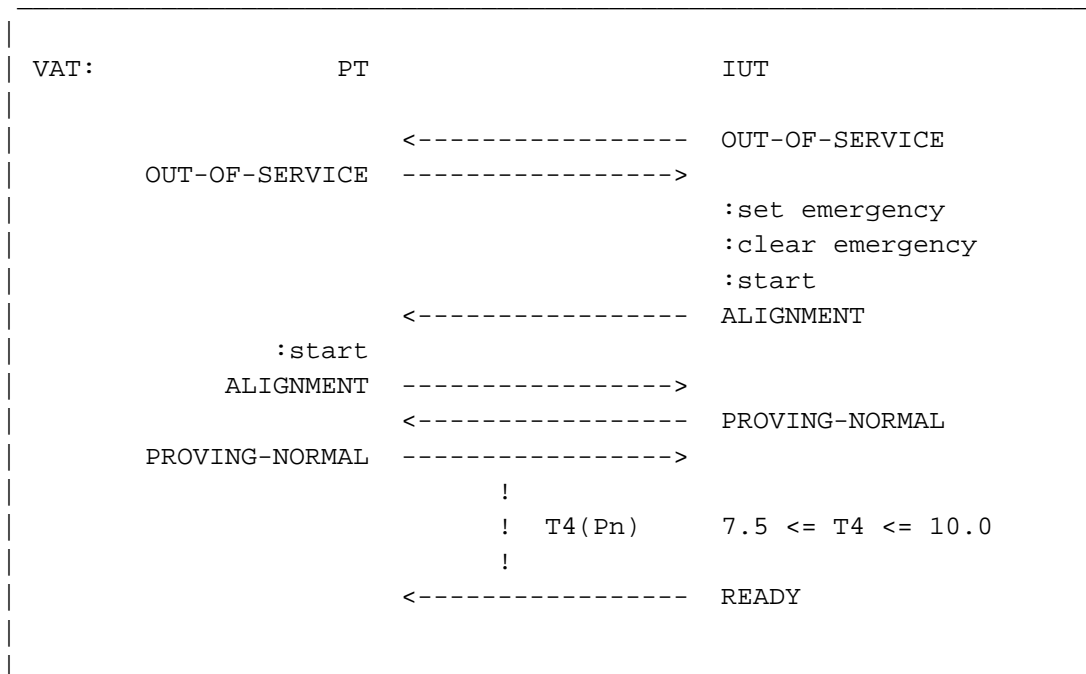 VAT: PT IUT
<----------------- OUT-OF-SERVICE
OUT-OF-SERVICE ----------------->
:set emergency
:clear emergency
:start
<----------------- ALIGNMENT
:start
ALIGNMENT ----------------->
<----------------- PROVING-NORMAL
PROVING-NORMAL ----------------->
!
! T4(Pn) 7.5 <= T4 <= 10.0
!
<----------------- READY